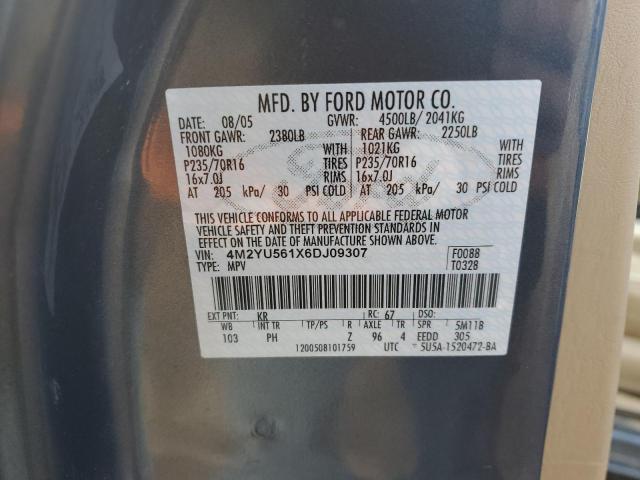 MFD. BY FORD MOTOR CO.
DATE: 08/05 GVWR: 4500LB/ 2041KG
FRONT GAWR: 2380LB REAR GAWR: 2250LB
1080KG WITH 1021KG WITH
P235/70R16 TIRES P235/70R16 TIRES
16x7.0J RIMS 16x7.0J RIMS
AT 205 kPa/ 30 PSI COLD AT 205 kPa/ 30 PSI COLD
THIS VEHICLE CONFORMS TO ALL APPLICABLE FEDERAL MOTOR
VEHICLE SAFETY AND THEFT PREVENTION STANDARDS IN
EFFECT ON THE DATE OF MANUFACTURE SHOWN ABOVE.
VIN: 4M2YU561X6DJ09307 F0088
TYPE: MPV T0328
EXT PNT: KR RC: 67 DSO:
WB INT TR TP/PS R AXLE TR SPR 5M11B
103 PH Z 96 4 EEDD 305
1200508101759 UTC 5U5A-1520472-BA
Ford